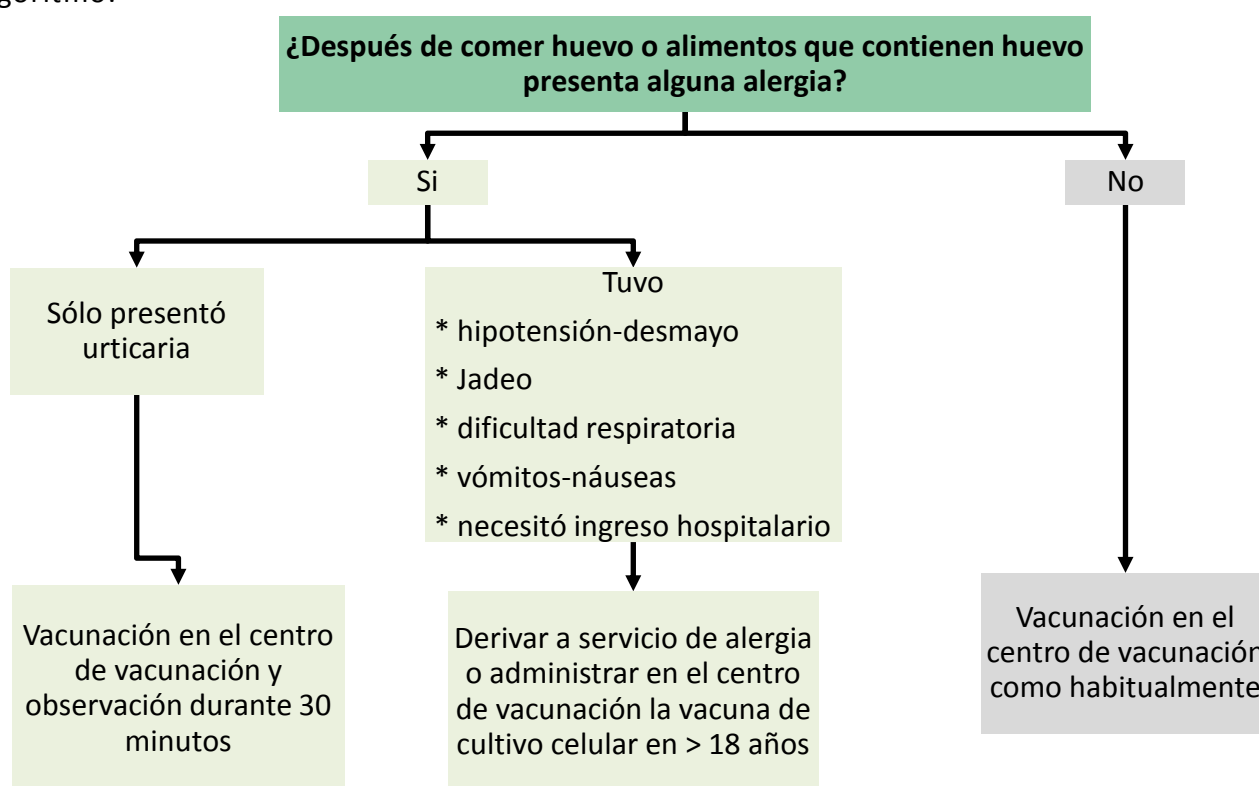 ¿Después de comer huevo o alimentos que contienen huevo
presenta alguna alergia?
Si
No
Sólo presentó
urticaria
Tuvo
* hipotensión-desmayo
* Jadeo
* dificultad respiratoria
* vómitos-náuseas
* necesitó ingreso hospitalario
Vacunación en el centro
de vacunación y
observación durante 30
minutos
Derivar a servicio de alergia
o administrar en el centro
de vacunación la vacuna de
cultivo celular en > 18 años
Vacunación en el
centro de vacunación
como habitualmente